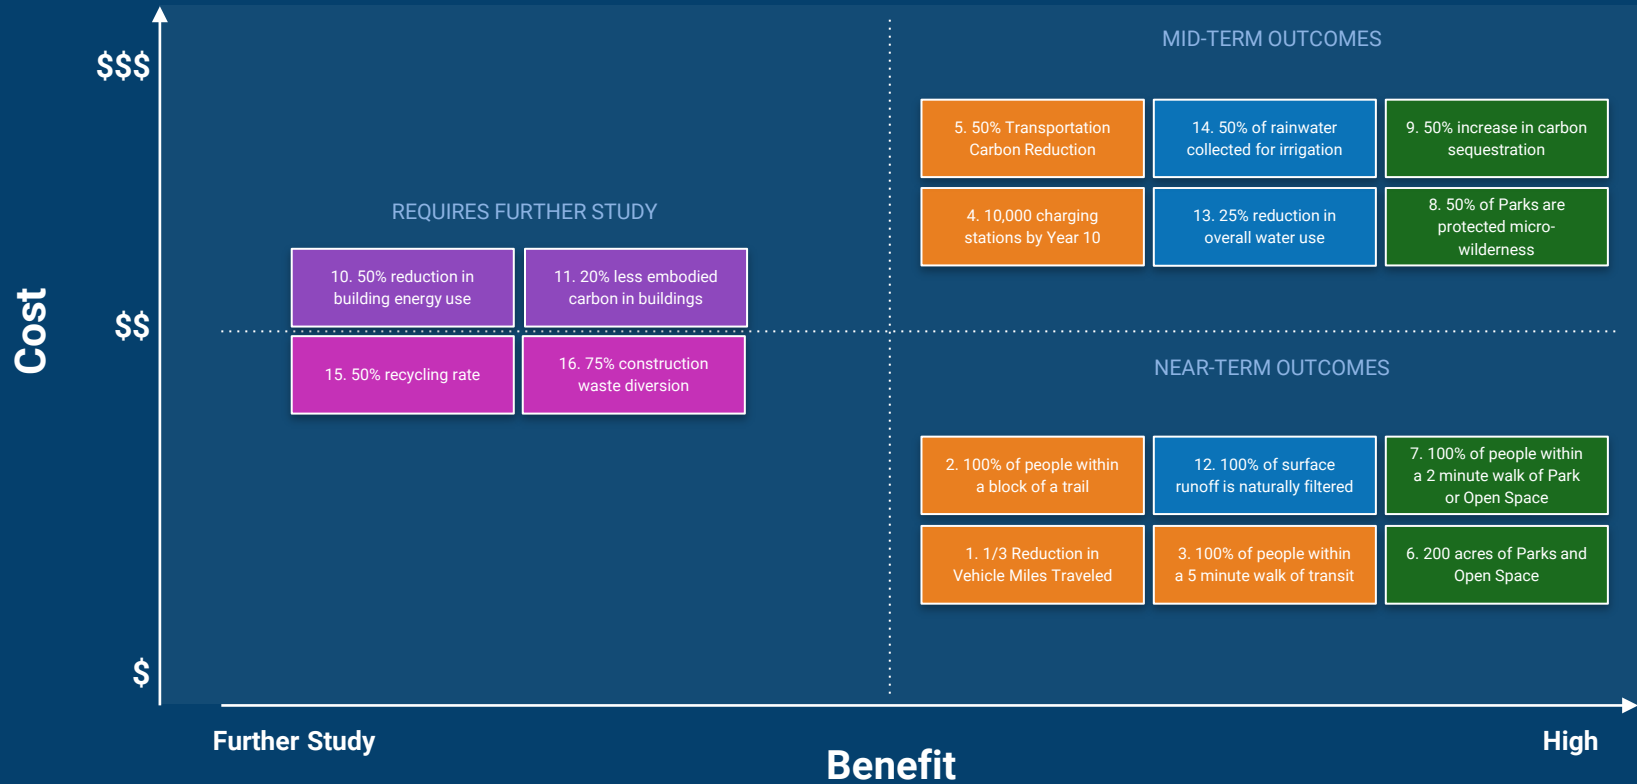 MID-TERM OUTCOMES
$$$
5. 50% Transportation
Carbon Reduction
14. 50% of rainwater
collected for irrigation
9. 50% increase in carbon
sequestration
4. 10,000 charging
stations by Year 10
13. 25% reduction in
overall water use
8. 50% of Parks are
protected micro-
wilderness
REQUIRES FURTHER STUDY
10. 50% reduction in
building energy use
11. 20% less embodied
carbon in buildings
Cost
$$
15. 50% recycling rate
16. 75% construction
waste diversion
NEAR-TERM OUTCOMES
2. 100% of people within
a block of a trail
12. 100% of surface
runoff is naturally filtered
7. 100% of people within
a 2 minute walk of Park
or Open Space
1. 1/3 Reduction in
Vehicle Miles Traveled
3. 100% of people within
a 5 minute walk of transit
6. 200 acres of Parks and
Open Space
$
Further Study
High
Benefit